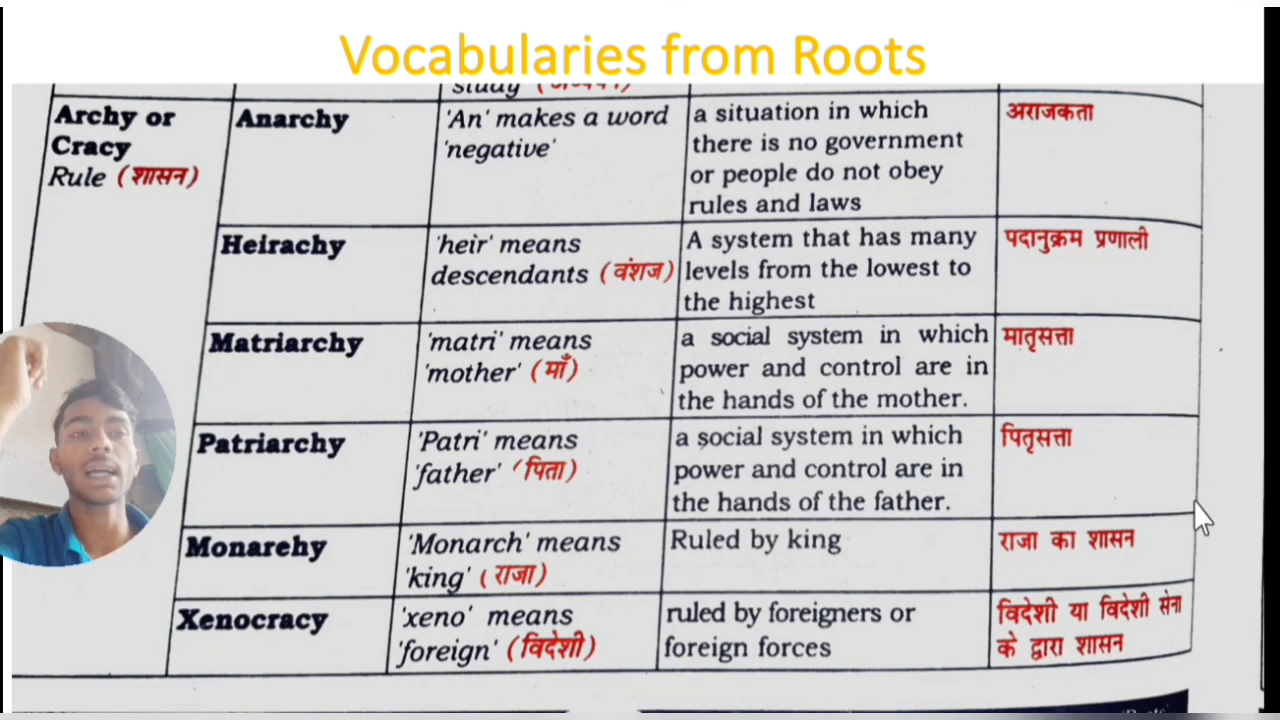 Vocabularies from Roots
study (अध्ययन)
Archy or
Cracy
Rule (शासन)
Anarchy
'An' makes a word
'negative'
a situation in which
there is no government
or people do not obey
rules and laws
अराजकता
Heirachy
'heir' means
descendants (वंशज)
A system that has many
levels from the lowest to
the highest
पदानुक्रम प्रणाली
Matriarchy
'matri' means
'mother' (माँ)
a social system in which
power and control are in
the hands of the mother.
मातृसत्ता
Patriarchy
'Patri' means
'father' (पिता)
a social system in which
power and control are in
the hands of the father.
पितृसत्ता
Monarehy
'Monarch' means
'king' (राजा)
Ruled by king
राजा का शासन
Xenocracy
'xeno' means
'foreign' (विदेशी)
ruled by foreigners or
foreign forces
विदेशी या विदेशी सेना
के द्वारा शासन